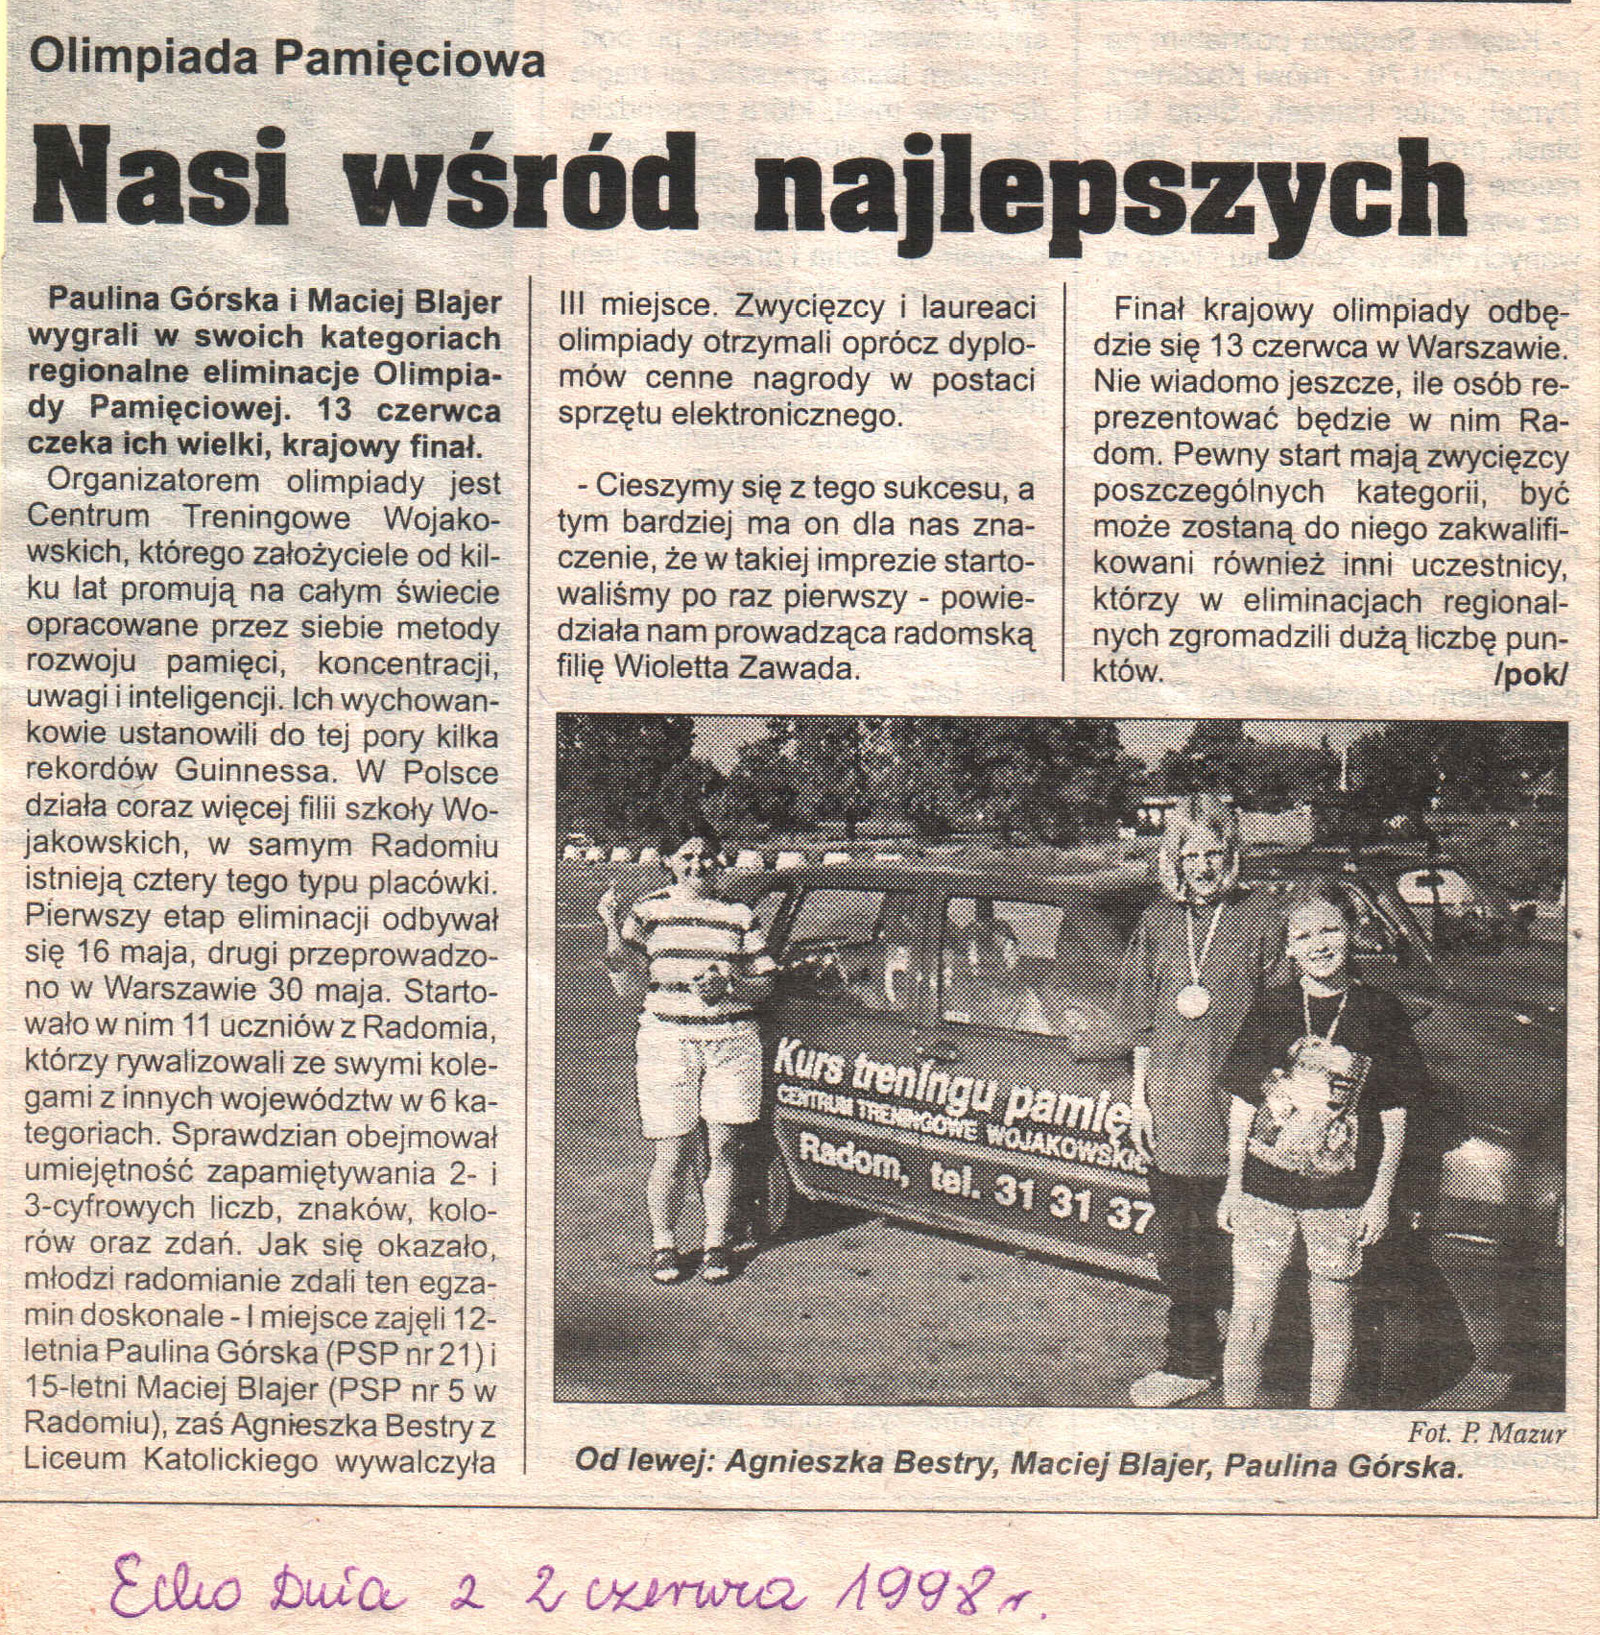 Olimpiada Pamięciowa
Nasi wśród najlepszych
Paulina Górska i Maciej Blajer
wygrali w swoich kategoriach
regionalne eliminacje Olimpia-
dy Pamięciowej. 13 czerwca
czeka ich wielki, krajowy finał.
Organizatorem olimpiady jest
Centrum Treningowe Wojako-
wskich, którego założyciele od kil-
ku lat promują na całym świecie
opracowane przez siebie metody
rozwoju pamięci, koncentracji,
uwagi i inteligencji. Ich wychowan-
kowie ustanowili do tej pory kilka
rekordów Guinnessa. W Polsce
działa coraz więcej filii szkoły Wo-
jakowskich, w samym Radomiu
istnieją cztery tego typu placówki.
Pierwszy etap eliminacji odbywał
się 16 maja, drugi przeprowadzo-
no w Warszawie 30 maja. Starto-
wało w nim 11 uczniów z Radomia,
którzy rywalizowali ze swymi kole-
gami z innych województw w 6 ka-
tegoriach. Sprawdzian obejmował
umiejętność zapamiętywania 2- i
3-cyfrowych liczb, znaków, kolo-
rów oraz zdań. Jak się okazało,
młodzi radomianie zdali ten egza-
min doskonale - I miejsce zajęli 12-
letnia Paulina Górska (PSP nr 21) i
15-letni Maciej Blajer (PSP nr 5 w
Radomiu), zaś Agnieszka Bestry z
Liceum Katolickiego wywalczyła
III miejsce. Zwycięzcy i laureaci
olimpiady otrzymali oprócz dyplo-
mów cenne nagrody w postaci
sprzętu elektronicznego.
- Cieszymy się z tego sukcesu, a
tym bardziej ma on dla nas zna-
czenie, że w takiej imprezie starto-
waliśmy po raz pierwszy - powie-
działa nam prowadząca radomską
filię Wioletta Zawada.
Finał krajowy olimpiady odbę-
dzie się 13 czerwca w Warszawie.
Nie wiadomo jeszcze, ile osób re-
prezentować będzie w nim Ra-
dom. Pewny start mają zwycięzcy
poszczególnych kategorii, być
może zostaną do niego zakwalifi-
kowani również inni uczestnicy,
którzy w eliminacjach regional-
nych zgromadzili dużą liczbę pun-
któw. /pok/
Kurs treningu pamię
CENTRUM TRENINGOWE WOJAKOWSKIC
Radom, tel. 31 31 37
Fot. P. Mazur
Od lewej: Agnieszka Bestry, Maciej Blajer, Paulina Górska.
Echo Dnia z 2 czerwca 1998 r.